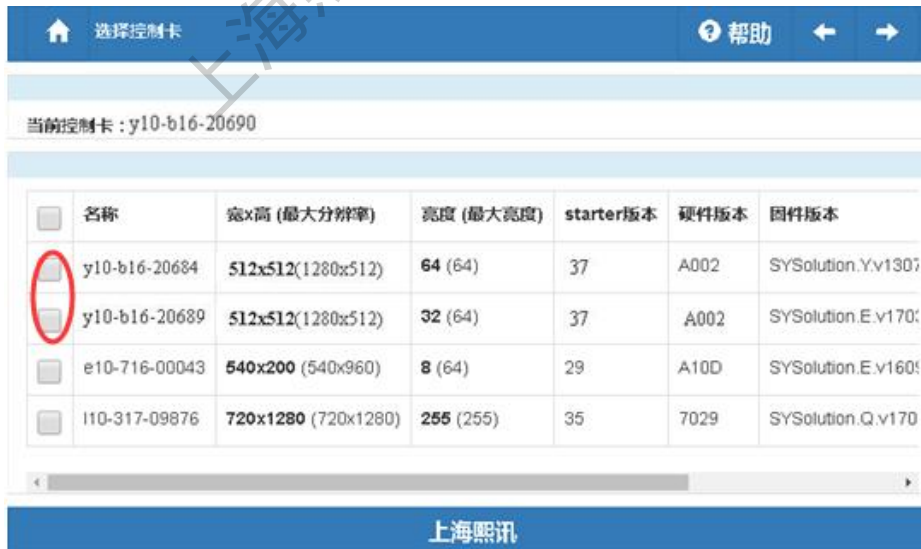 选择控制卡 帮助
当前控制卡：y10-b16-20690
名称 宽x高 (最大分辨率) 亮度 (最大亮度) starter版本 硬件版本 固件版本
y10-b16-20684 512x512(1280x512) 64 (64) 37 A002 SYSolution.Y.v1307
y10-b16-20689 512x512(1280x512) 32 (64) 37 A002 SYSolution.E.v170
e10-716-00043 540x200 (540x960) 8 (64) 29 A10D SYSolution.E.v160
l10-317-09876 720x1280 (720x1280) 255 (255) 35 7029 SYSolution.Q.v170
上海熙讯
上海